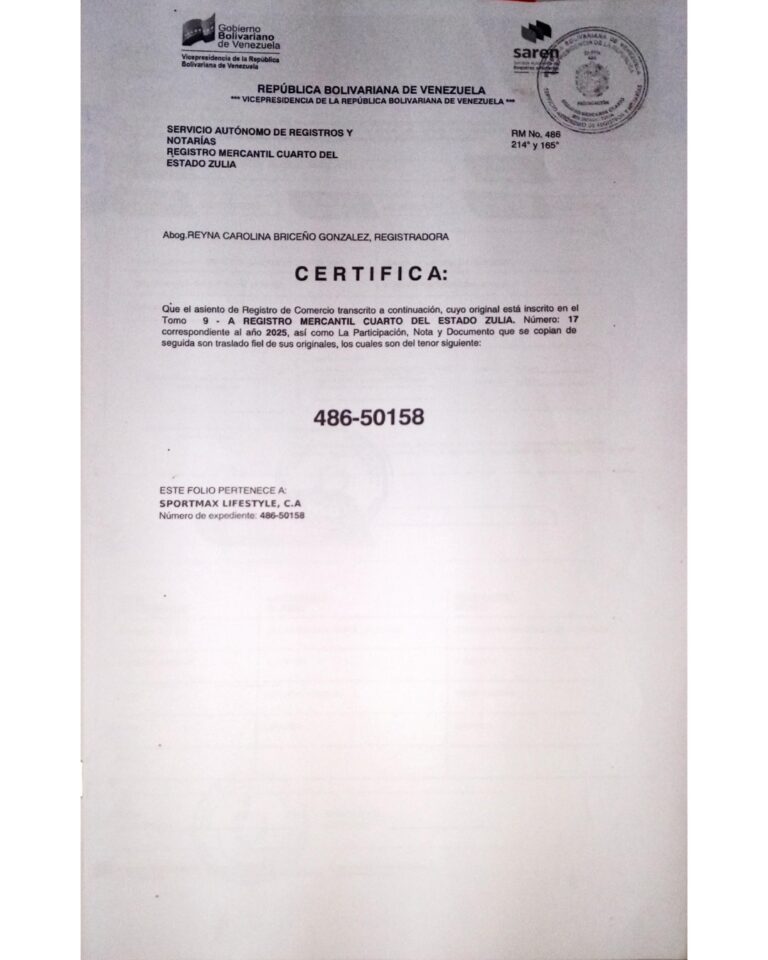 Gobierno
Bolivariano
de Venezuela
Vicepresidencia de la República
Bolivariana de Venezuela
saren
REPÚBLICA BOLIVARIANA DE VENEZUELA
*** VICEPRESIDENCIA DE LA REPÚBLICA BOLIVARIANA DE VENEZUELA ***
SERVICIO AUTÓNOMO DE REGISTROS Y
NOTARÍAS
REGISTRO MERCANTIL CUARTO DEL
ESTADO ZULIA
RM No. 486
214° y 165°
Abog.REYNA CAROLINA BRICEÑO GONZALEZ, REGISTRADORA
CERTIFICA:
Que el asiento de Registro de Comercio transcrito a continuación, cuyo original está inscrito en el
Tomo 9 - A REGISTRO MERCANTIL CUARTO DEL ESTADO ZULIA. Número: 17
correspondiente al año 2025, así como La Participación, Nota y Documento que se copian de
seguida son traslado fiel de sus originales, los cuales son del tenor siguiente:
486-50158
ESTE FOLIO PERTENECE A:
SPORTMAX LIFESTYLE, C.A
Número de expediente: 486-50158